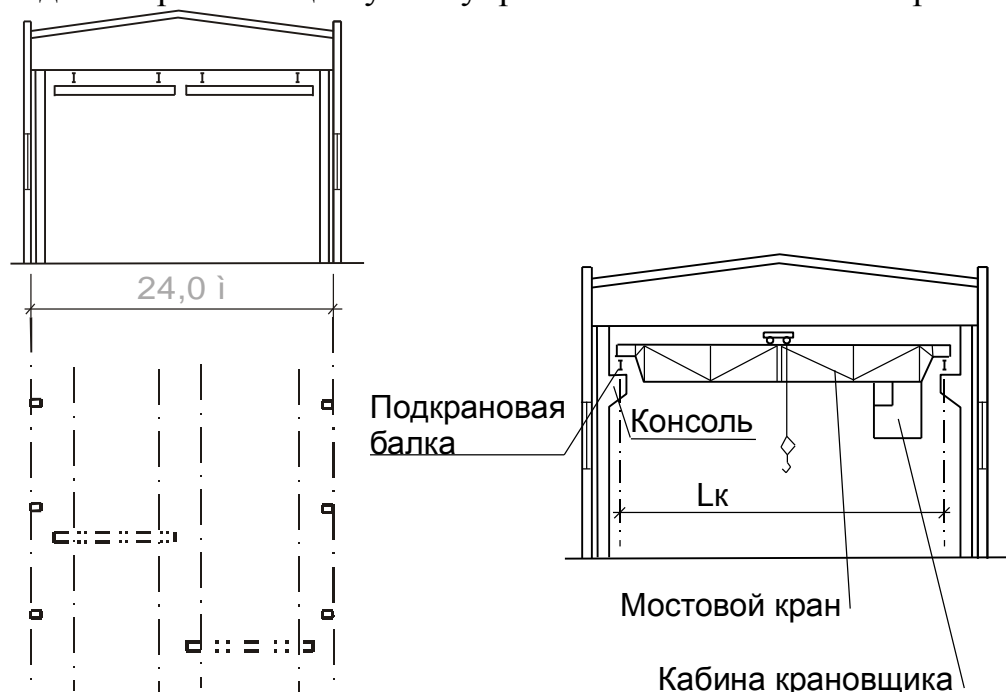 24,0 ì
Подкрановая
балка
Консоль
Lк
Мостовой кран
Кабина крановщика